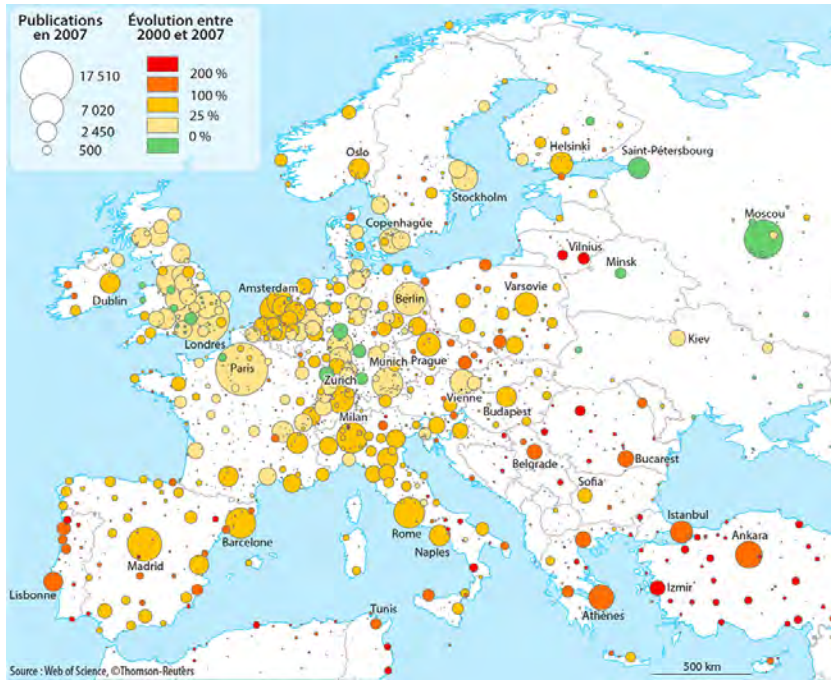 Publications
en 2007
17 510
7 020
2 450
500
Évolution entre
2000 et 2007
200 %
100 %
25 %
0 %
Oslo
Helsinki
Saint-Pétersbourg
Stockholm
Moscou
Copenhague
Vilnius
Minsk
Dublin
Amsterdam
Berlin
Varsovie
Londres
Kiev
Paris
Munich
Prague
Zurich
Vienne
Milan
Budapest
Belgrade
Bucarest
Sofia
Istanbul
Barcelone
Rome
Ankara
Madrid
Naples
Izmir
Lisbonne
Athènes
Tunis
Source : Web of Science, ©Thomson-Reuters
500 km